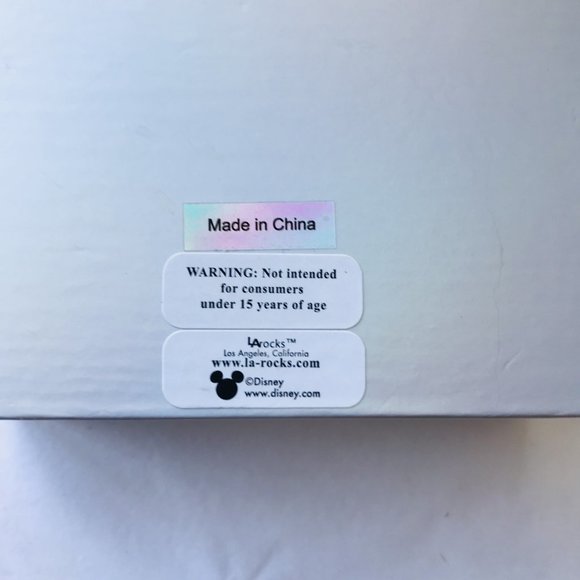 Made in China
WARNING: Not intended
for consumers
under 15 years of age
LArocks™
Los Angeles, California
www.la-rocks.com
©Disney
www.disney.com